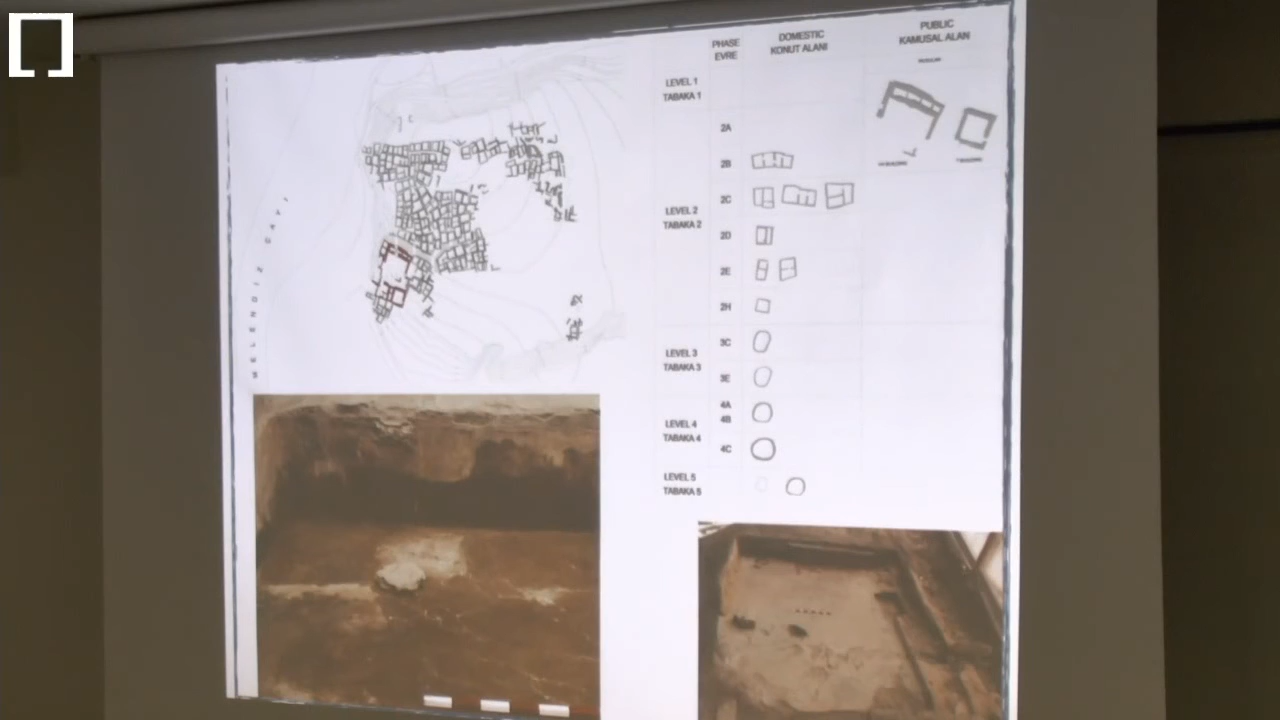 PHASE
EVRE
DOMESTIC
KONUT ALANI
PUBLIC
KAMUSAL ALAN
LEVEL 1
TABAKA 1
2A
2B
LEVEL 2
TABAKA 2
2C
2D
2E
2H
LEVEL 3
TABAKA 3
3C
3E
LEVEL 4
TABAKA 4
4A
4B
4C
LEVEL 5
TABAKA 5
MELENDİZ ÇAYI